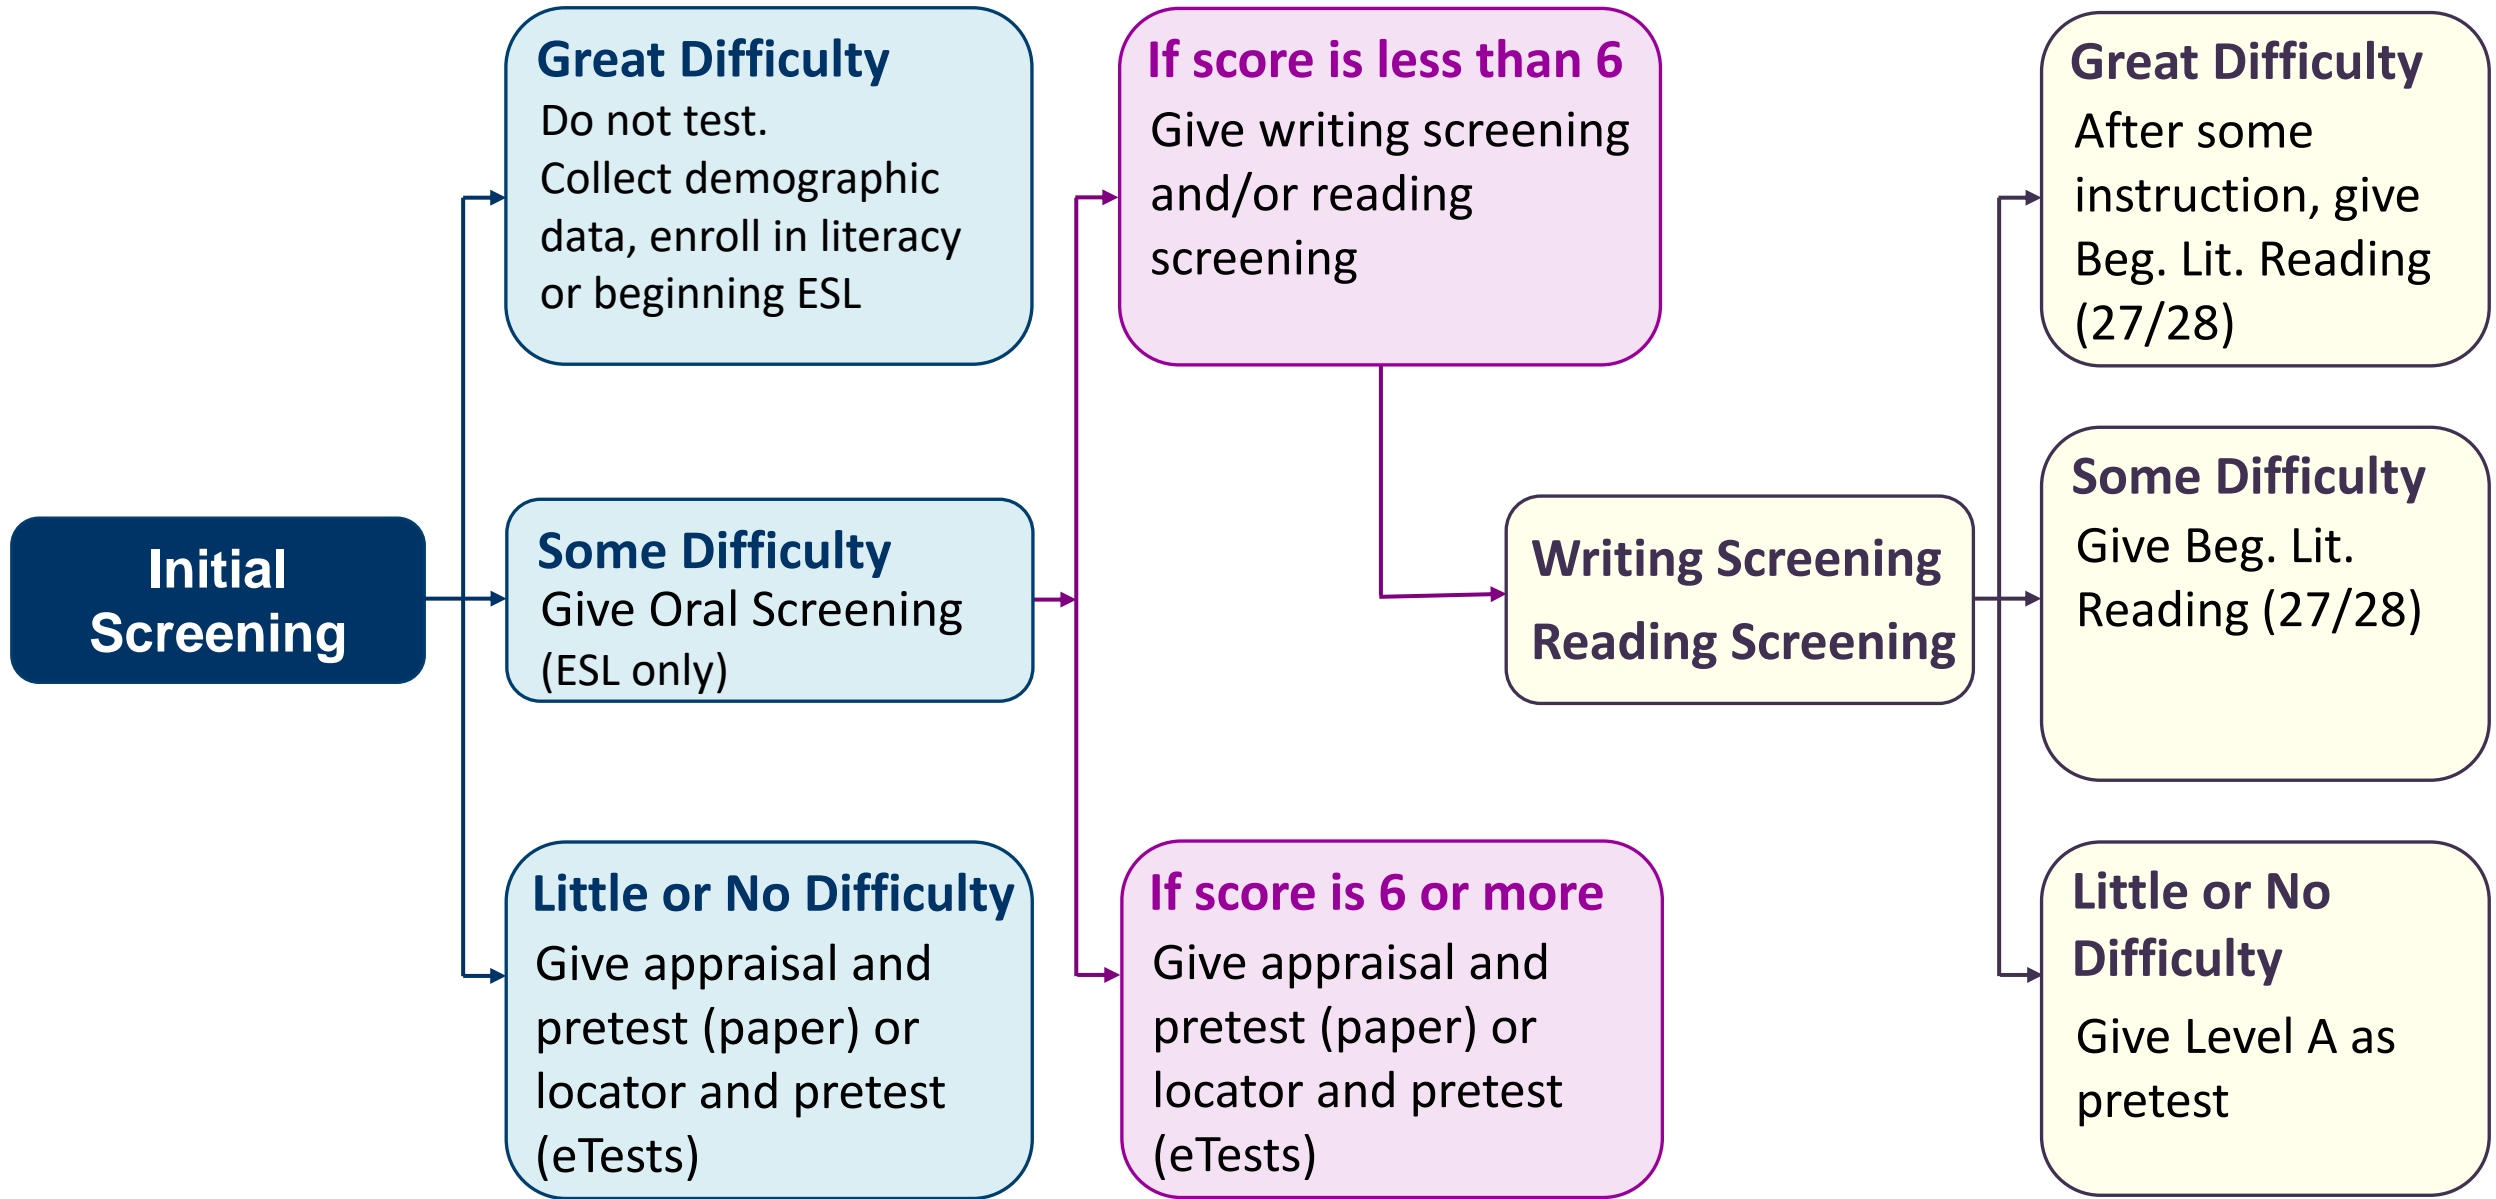 Initial
Screening
Great Difficulty
Do not test.
Collect demographic
data, enroll in literacy
or beginning ESL
Some Difficulty
Give Oral Screening
(ESL only)
Little or No Difficulty
Give appraisal and
pretest (paper) or
locator and pretest
(eTests)
If score is less than 6
Give writing screening
and/or reading
screening
If score is 6 or more
Give appraisal and
pretest (paper) or
locator and pretest
(eTests)
Writing Screening
Reading Screening
Great Difficulty
After some
instruction, give
Beg. Lit. Reading
(27/28)
Some Difficulty
Give Beg. Lit.
Reading (27/28)
Little or No
Difficulty
Give Level A as
pretest